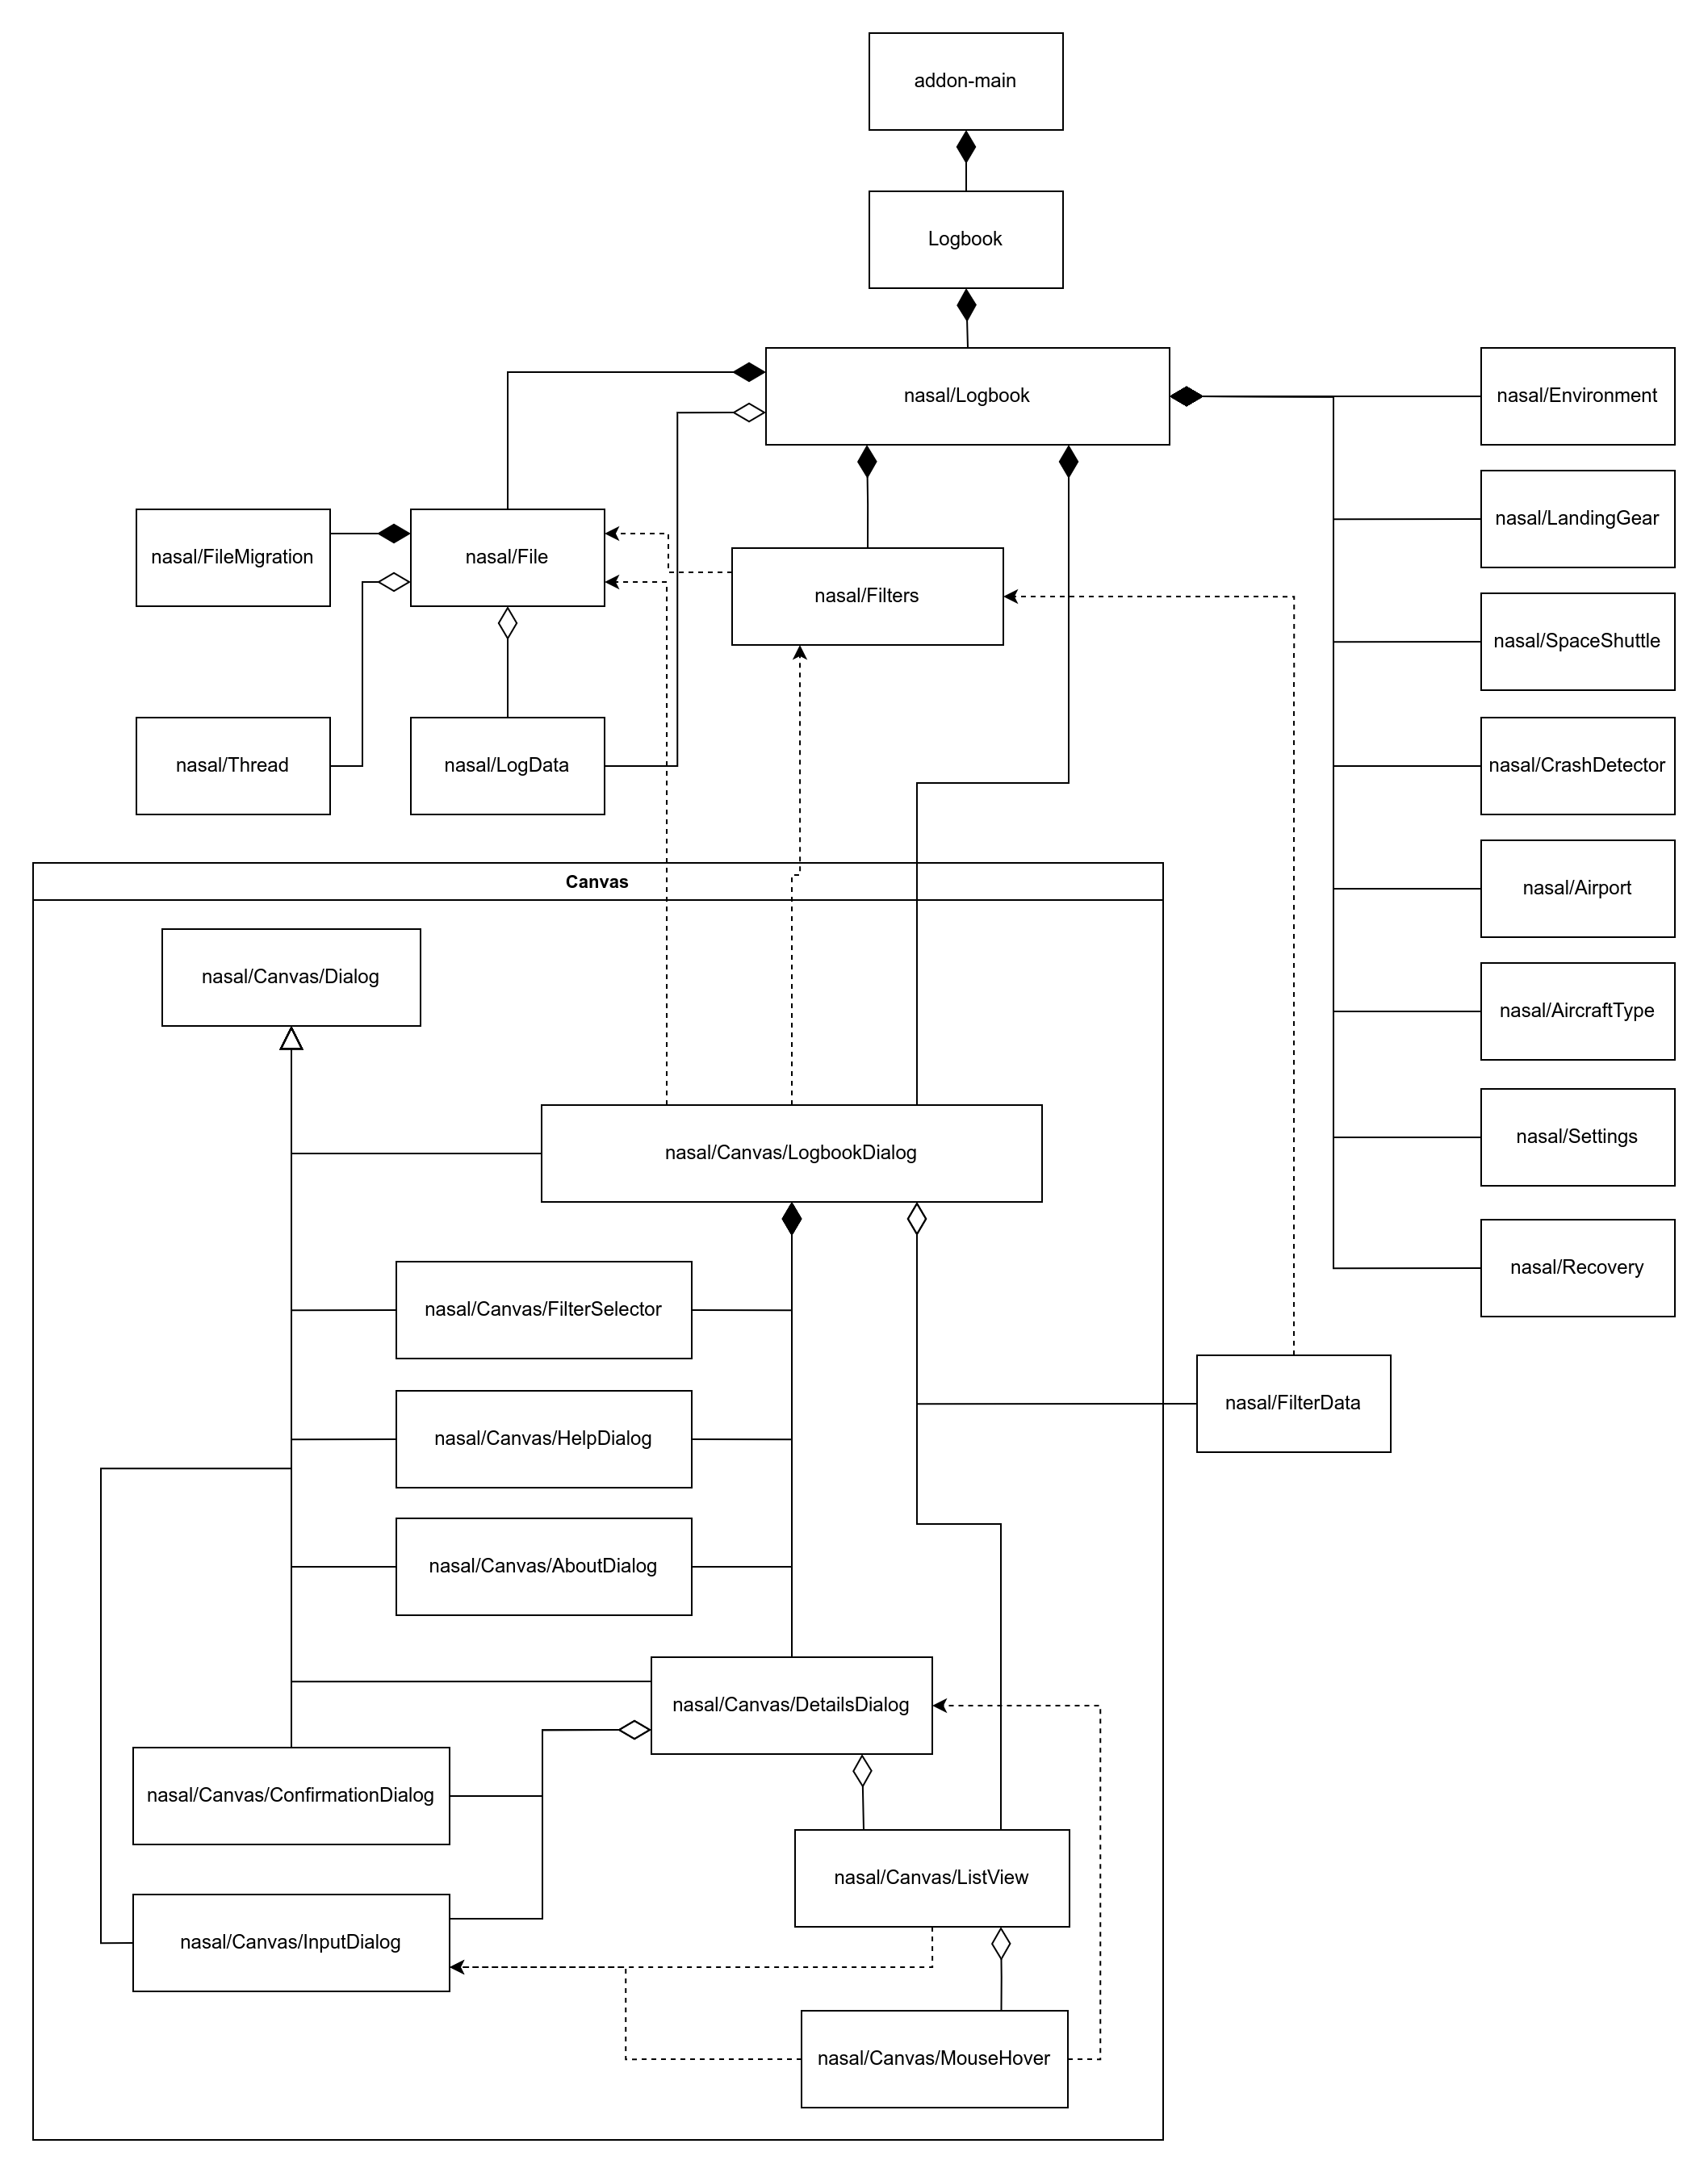 addon-main
Logbook
nasal/Logbook
nasal/Environment
nasal/LandingGear
nasal/FileMigration
nasal/File
nasal/Filters
nasal/SpaceShuttle
nasal/Thread
nasal/LogData
nasal/CrashDetector
Canvas
nasal/Airport
nasal/Canvas/Dialog
nasal/AircraftType
nasal/Canvas/LogbookDialog
nasal/Settings
nasal/Recovery
nasal/Canvas/FilterSelector
nasal/FilterData
nasal/Canvas/HelpDialog
nasal/Canvas/AboutDialog
nasal/Canvas/DetailsDialog
nasal/Canvas/ConfirmationDialog
nasal/Canvas/ListView
nasal/Canvas/InputDialog
nasal/Canvas/MouseHover